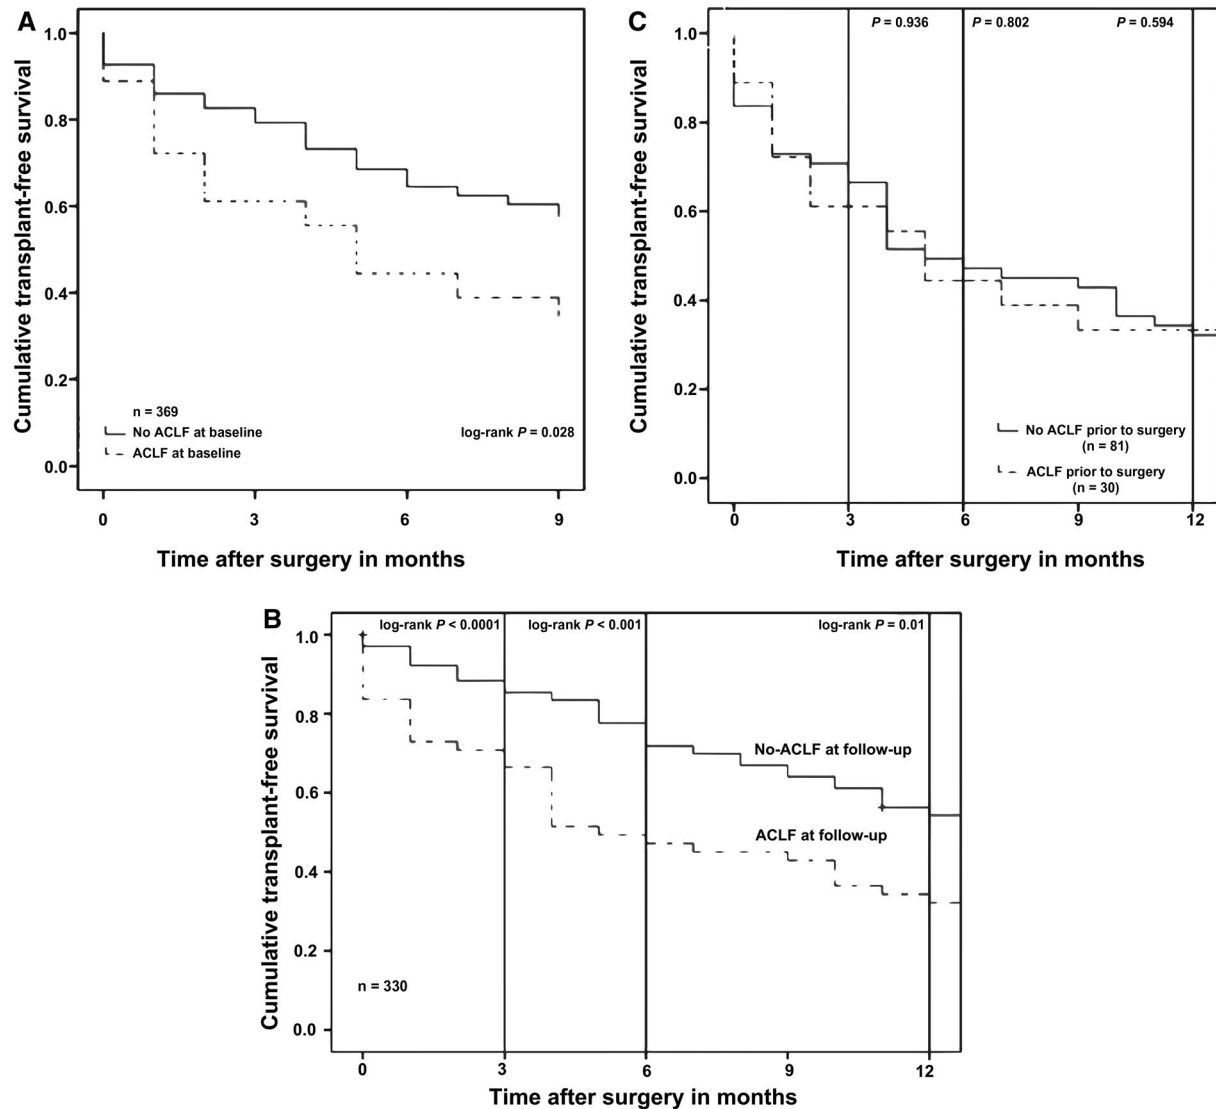 A
Cumulative transplant-free survival
1.0
0.8
0.6
0.4
0.2
0.0
n = 369
No ACLF at baseline
ACLF at baseline
log-rank P = 0.028
0 3 6 9
Time after surgery in months
C
Cumulative transplant-free survival
1.0
0.8
0.6
0.4
0.2
0.0
P = 0.936
P = 0.802
P = 0.594
No ACLF prior to surgery
(n = 81)
ACLF prior to surgery
(n = 30)
0 3 6 9 12
Time after surgery in months
B
Cumulative transplant-free survival
1.0
0.8
0.6
0.4
0.2
0.0
log-rank P < 0.0001
log-rank P < 0.001
log-rank P = 0.01
No-ACLF at follow-up
ACLF at follow-up
n = 330
0 3 6 9 12
Time after surgery in months